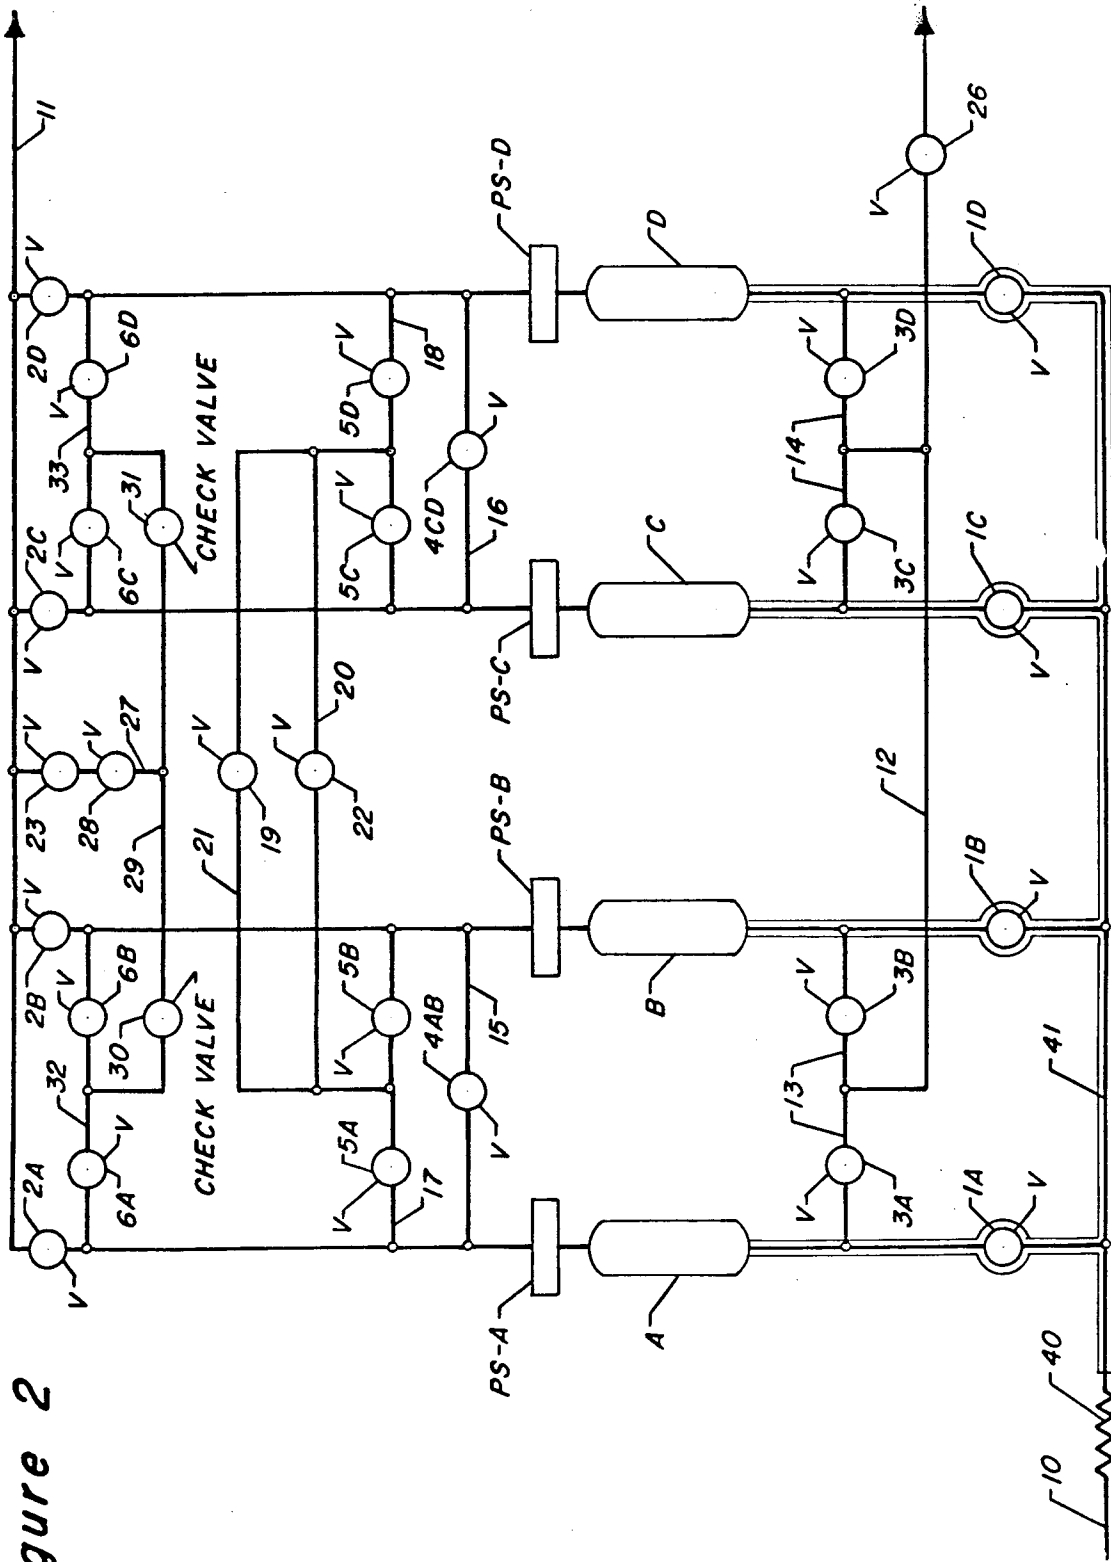 gure 2
11
V
2A
V
2B
V
23
V
28
V
27
V
2C
V
2D
6A
V
32
V
6B
30
CHECK VALVE
29
V
6C
33
V
6D
31
CHECK VALVE
21
V
19
V
22
20
V
5A
17
5B
V
4AB
V
15
5C
V
5D
V
18
4CD
V
16
PS-A
PS-B
PS-C
PS-D
A
B
C
D
V
3A
13
V
3B
V
3C
14
V
3D
12
V
26
1A
V
1B
V
1C
V
1D
V
10
40
41